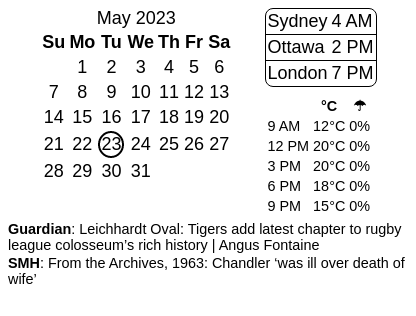 May 2023
Su Mo Tu We Th Fr Sa
1 2 3 4 5 6
7 8 9 10 11 12 13
14 15 16 17 18 19 20
21 22 23 24 25 26 27
28 29 30 31
Sydney 4 AM
Ottawa 2 PM
London 7 PM
°C ☂
9 AM 12°C 0%
12 PM 20°C 0%
3 PM 20°C 0%
6 PM 18°C 0%
9 PM 15°C 0%
Guardian: Leichhardt Oval: Tigers add latest chapter to rugby
league colosseum’s rich history | Angus Fontaine
SMH: From the Archives, 1963: Chandler ‘was ill over death of
wife’